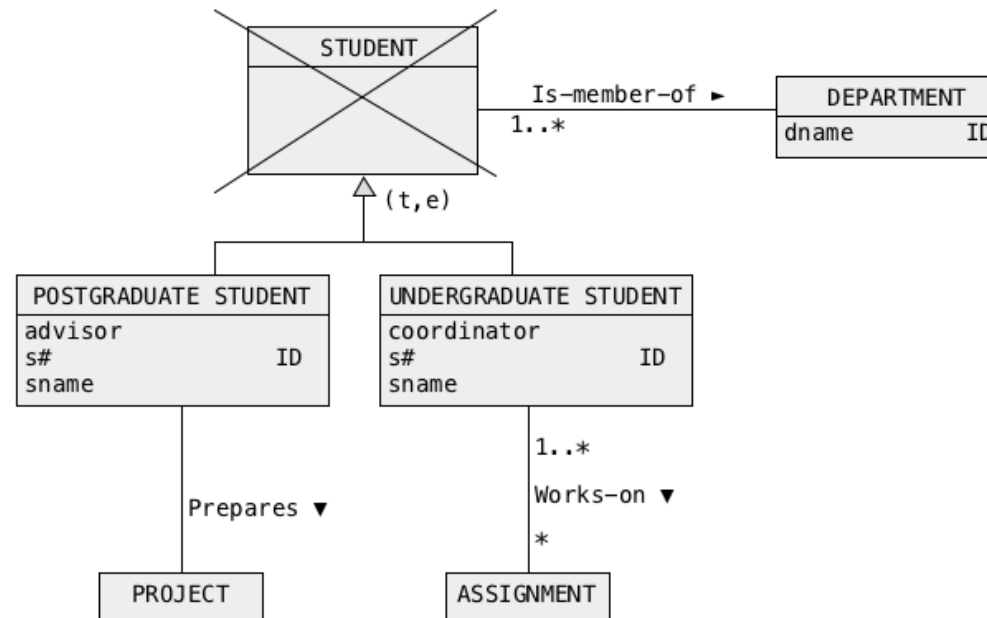 STUDENT
Is-member-of ►
1..*
DEPARTMENT
dname ID
(t,e)
POSTGRADUATE STUDENT
advisor
s# ID
sname
UNDERGRADUATE STUDENT
coordinator
s# ID
sname
Prepares ▼
1..*
Works-on ▼
*
PROJECT
ASSIGNMENT